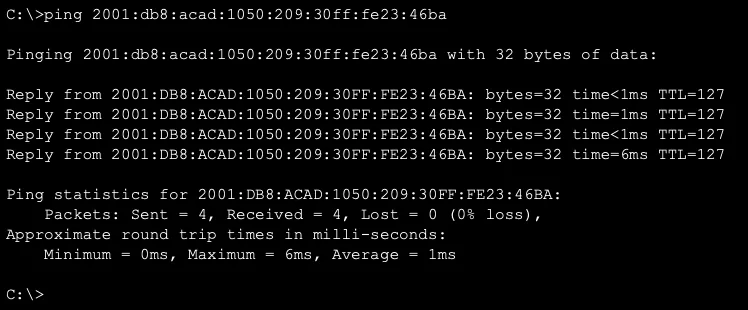 C:\>ping 2001:db8:acad:1050:209:30ff:fe23:46ba
Pinging 2001:db8:acad:1050:209:30ff:fe23:46ba with 32 bytes of data:
Reply from 2001:DB8:ACAD:1050:209:30FF:FE23:46BA: bytes=32 time<1ms TTL=127
Reply from 2001:DB8:ACAD:1050:209:30FF:FE23:46BA: bytes=32 time=1ms TTL=127
Reply from 2001:DB8:ACAD:1050:209:30FF:FE23:46BA: bytes=32 time<1ms TTL=127
Reply from 2001:DB8:ACAD:1050:209:30FF:FE23:46BA: bytes=32 time=6ms TTL=127
Ping statistics for 2001:DB8:ACAD:1050:209:30FF:FE23:46BA:
Packets: Sent = 4, Received = 4, Lost = 0 (0% loss),
Approximate round trip times in milli-seconds:
Minimum = 0ms, Maximum = 6ms, Average = 1ms
C:\>